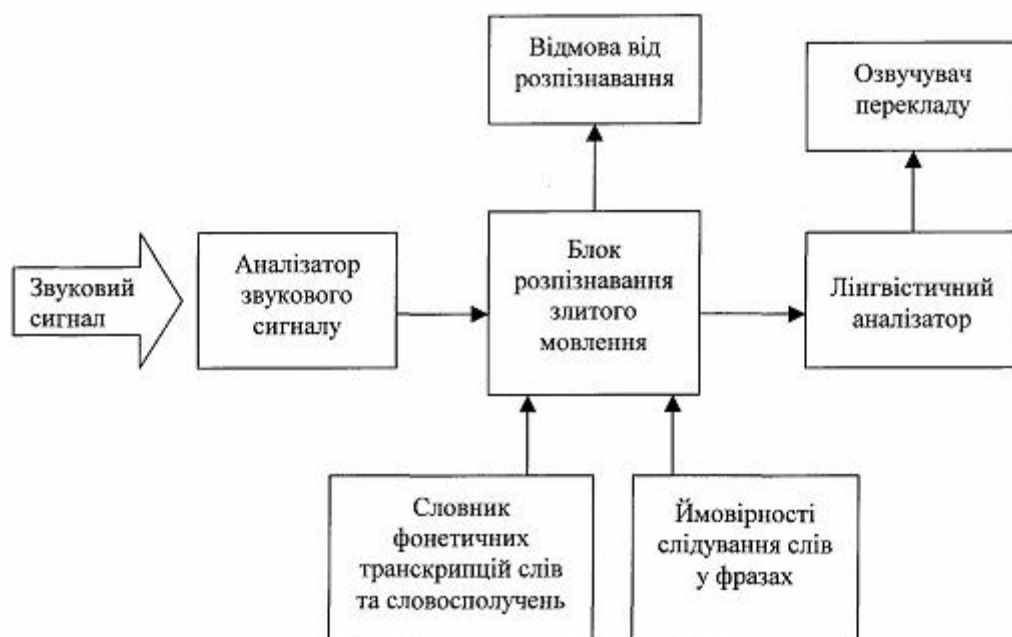 Відмова від
розпізнавання
Озвучувач
перекладу
Звуковий
сигнал
Аналізатор
звукового
сигналу
Блок
розпізнавання
злитого
мовлення
Лінгвістичний
аналізатор
Словник
фонетичних
транскрипцій слів
та словосполучень
Ймовірності
слідування слів
у фразах